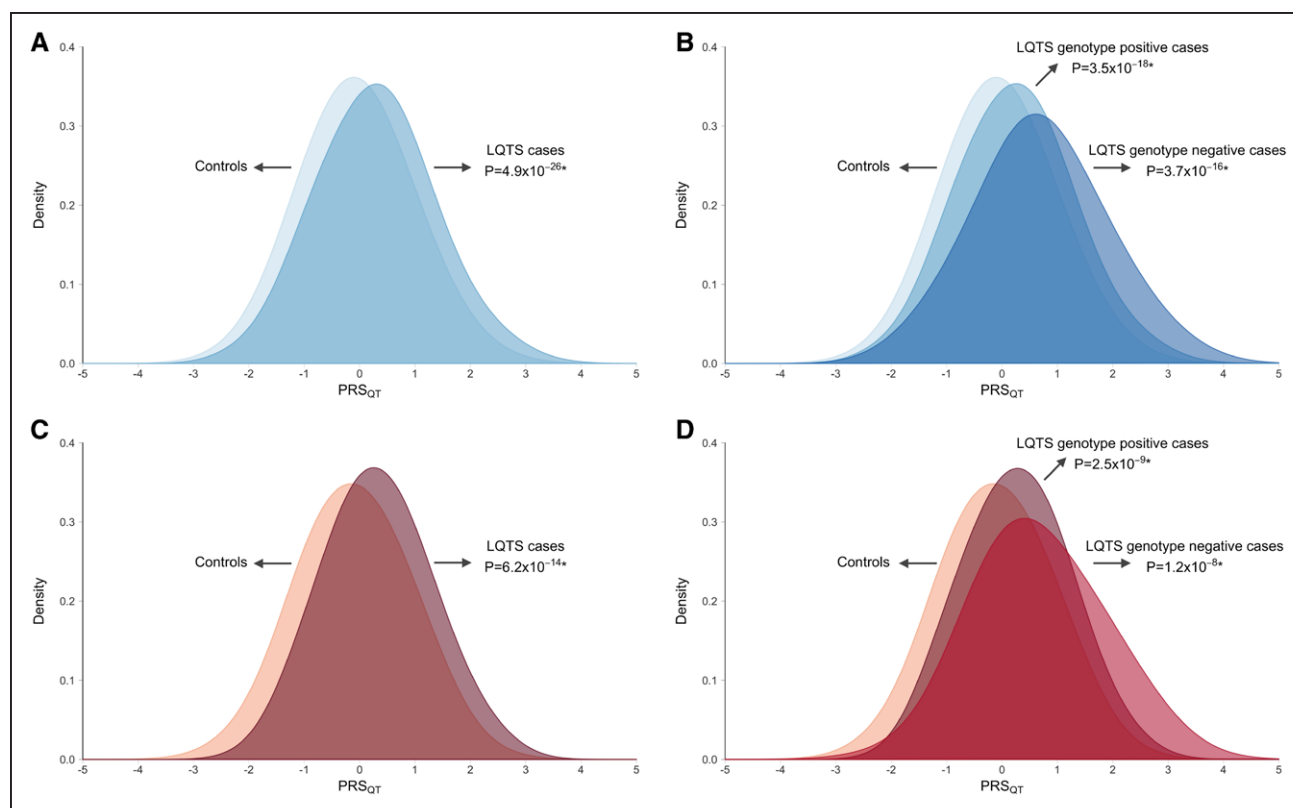 A
0.4
0.3
0.2
0.1
0.0
Density
Controls
LQTS cases
P=4.9x10⁻²⁶*
-5 -4 -3 -2 -1 0 1 2 3 4 5
PRS_QT
B
0.4
0.3
0.2
0.1
0.0
Density
LQTS genotype positive cases
P=3.5x10⁻¹⁸*
Controls
LQTS genotype negative cases
P=3.7x10⁻¹⁶*
-5 -4 -3 -2 -1 0 1 2 3 4 5
PRS_QT
C
0.4
0.3
0.2
0.1
0.0
Density
Controls
LQTS cases
P=6.2x10⁻¹⁴*
-5 -4 -3 -2 -1 0 1 2 3 4 5
PRS_QT
D
0.4
0.3
0.2
0.1
0.0
Density
LQTS genotype positive cases
P=2.5x10⁻⁹*
Controls
LQTS genotype negative cases
P=1.2x10⁻⁸*
-5 -4 -3 -2 -1 0 1 2 3 4 5
PRS_QT